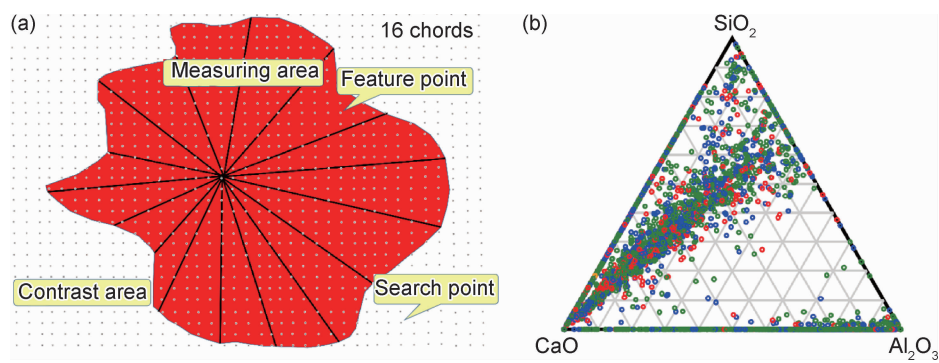 (a)
16 chords
Measuring area
Feature point
Contrast area
Search point
(b)
SiO₂
CaO
Al₂O₃